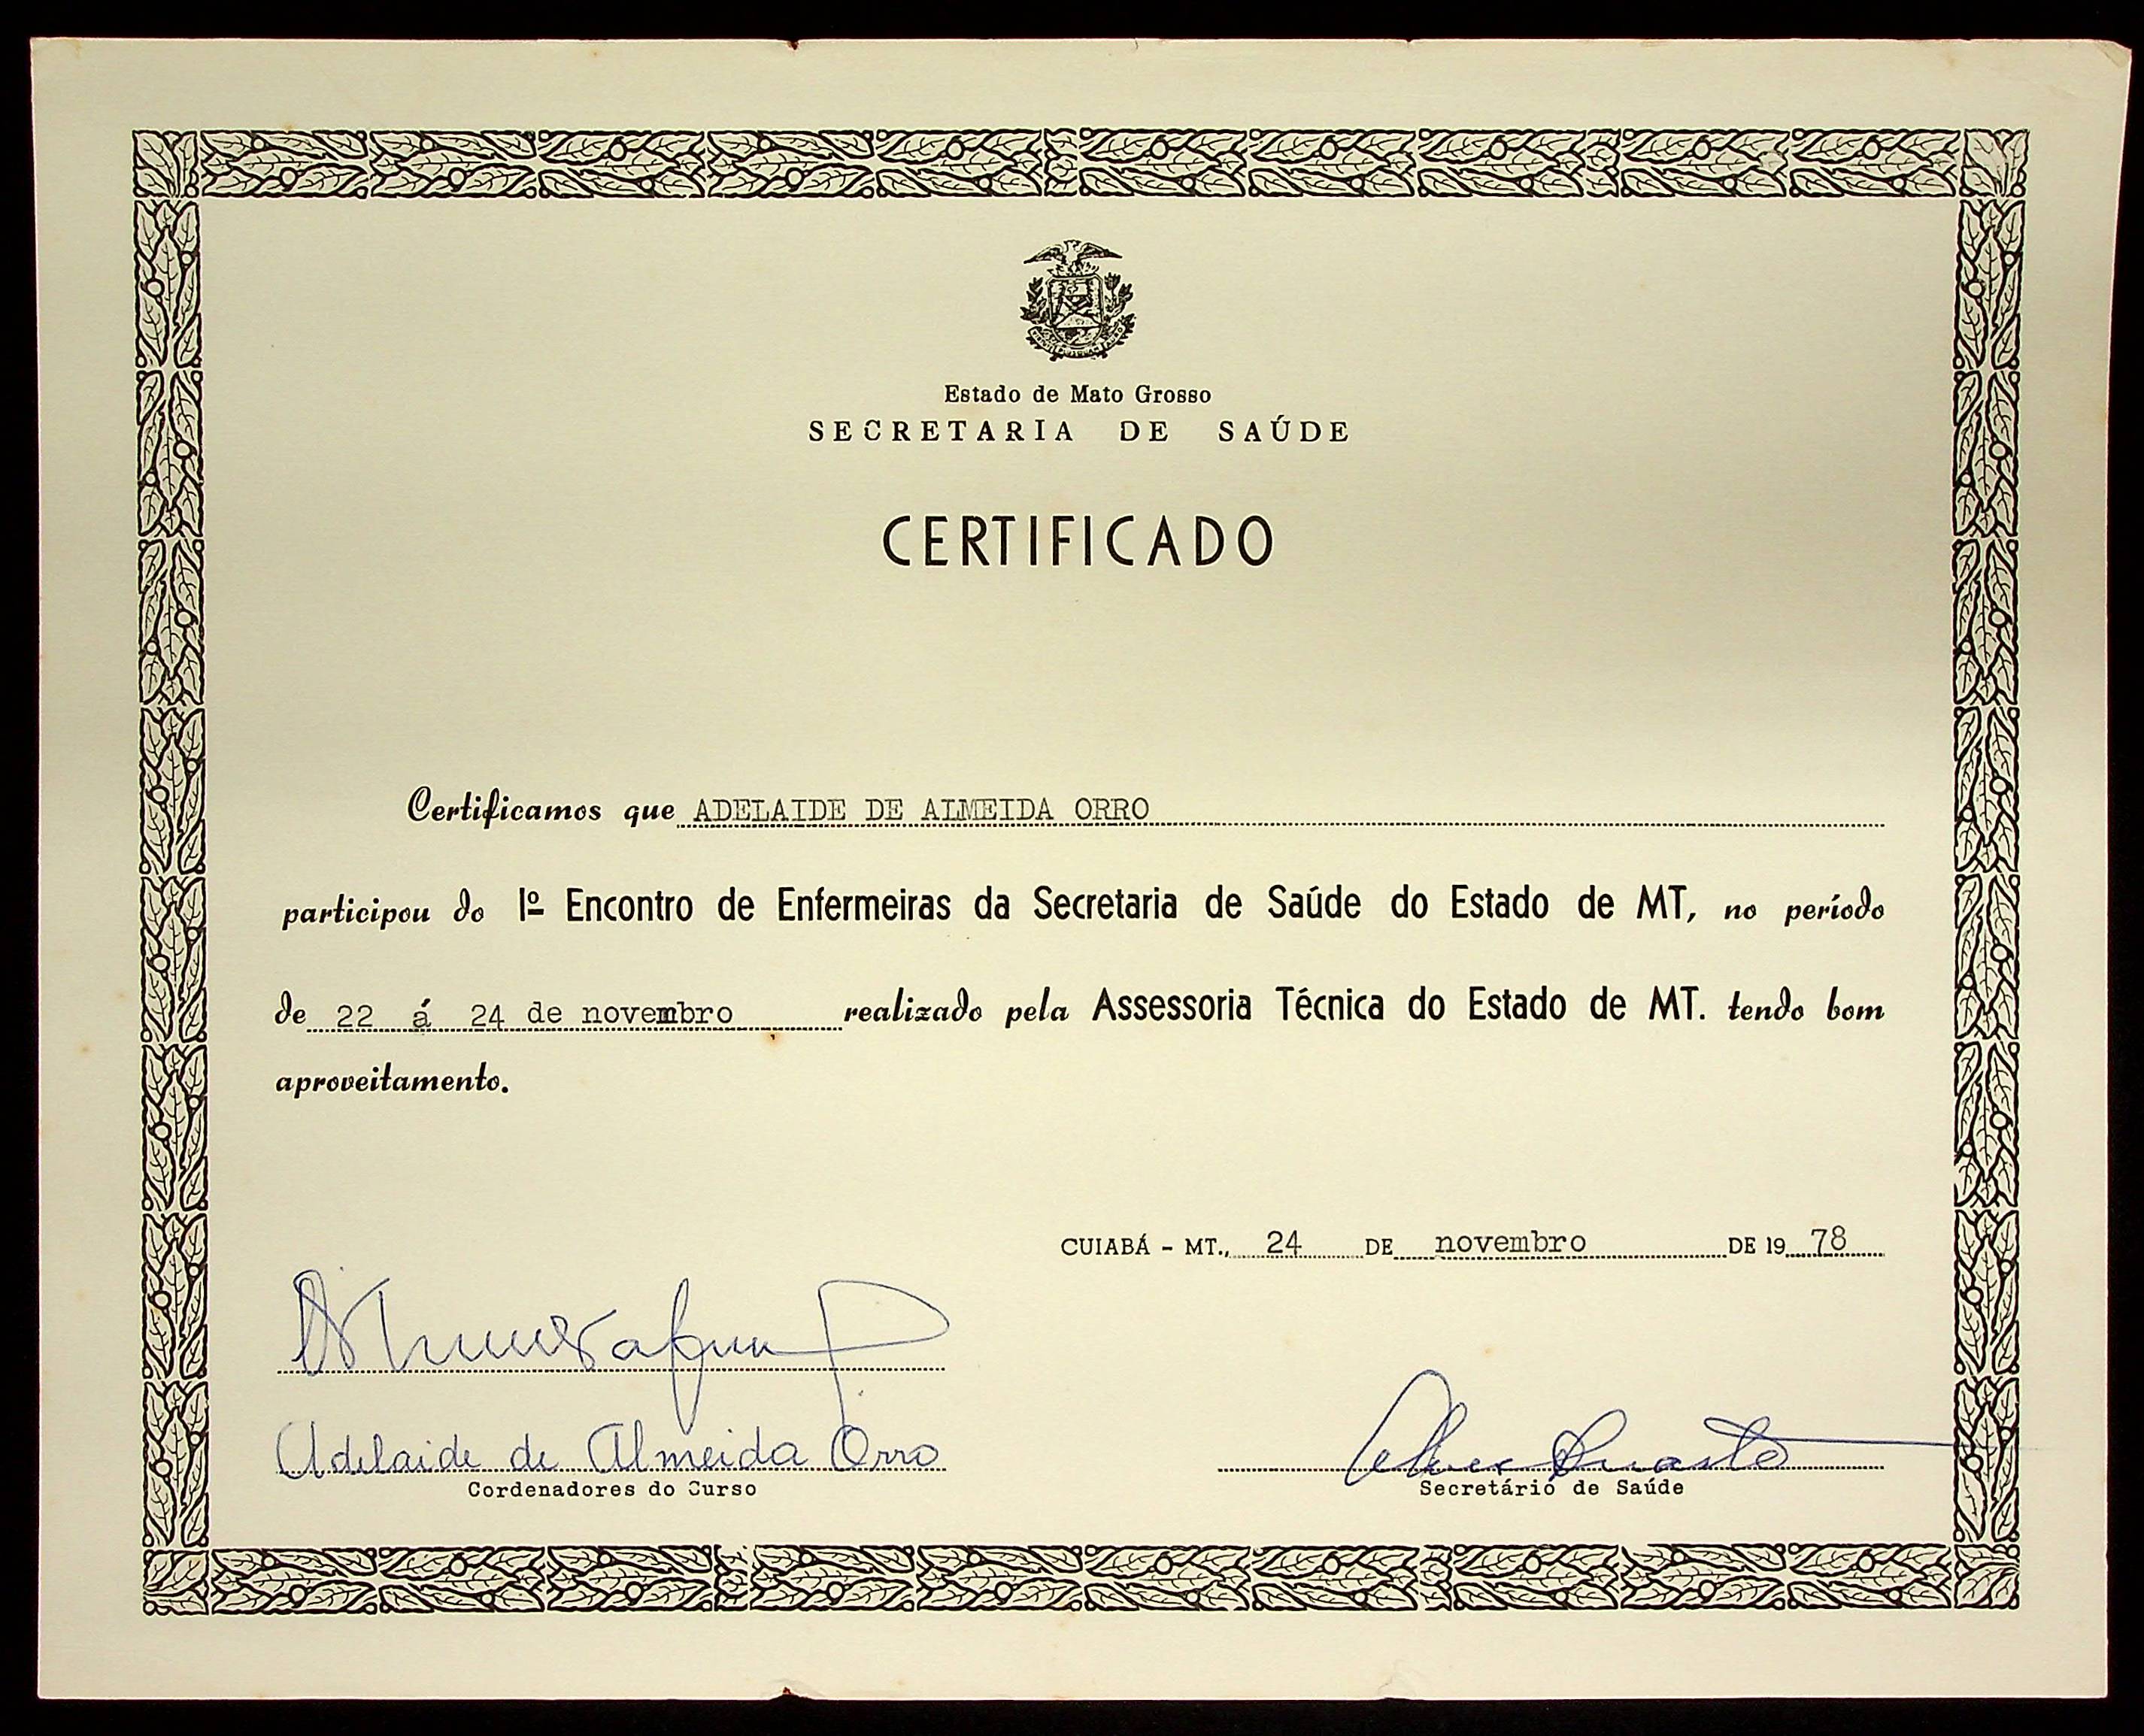 Estado de Mato Grosso
SECRETARIA DE SAÚDE
CERTIFICADO
Certificamos que ADELAIDE DE ALMEIDA ORRO
participou do 1º Encontro de Enfermeiras da Secretaria de Saúde do Estado de MT, no período
de 22 á 24 de novembro realizado pela Assessoria Técnica do Estado de MT. tendo bom
aproveitamento.
CUIABÁ - MT., 24 DE novembro DE 19 78
Adelaide de Almeida Orro
Cordenadores do Curso
Secretário de Saúde